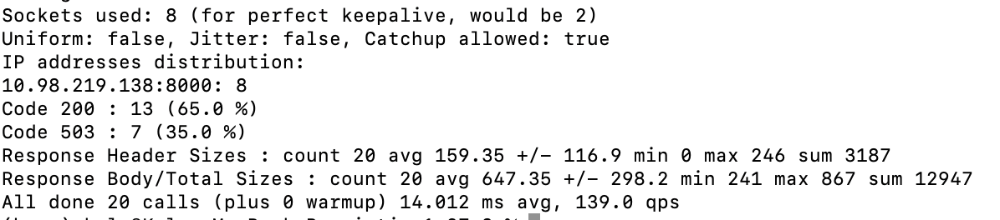 Sockets used: 8 (for perfect keepalive, would be 2)
Uniform: false, Jitter: false, Catchup allowed: true
IP addresses distribution:
10.98.219.138:8000: 8
Code 200 : 13 (65.0 %)
Code 503 : 7 (35.0 %)
Response Header Sizes : count 20 avg 159.35 +/- 116.9 min 0 max 246 sum 3187
Response Body/Total Sizes : count 20 avg 647.35 +/- 298.2 min 241 max 867 sum 12947
All done 20 calls (plus 0 warmup) 14.012 ms avg, 139.0 qps